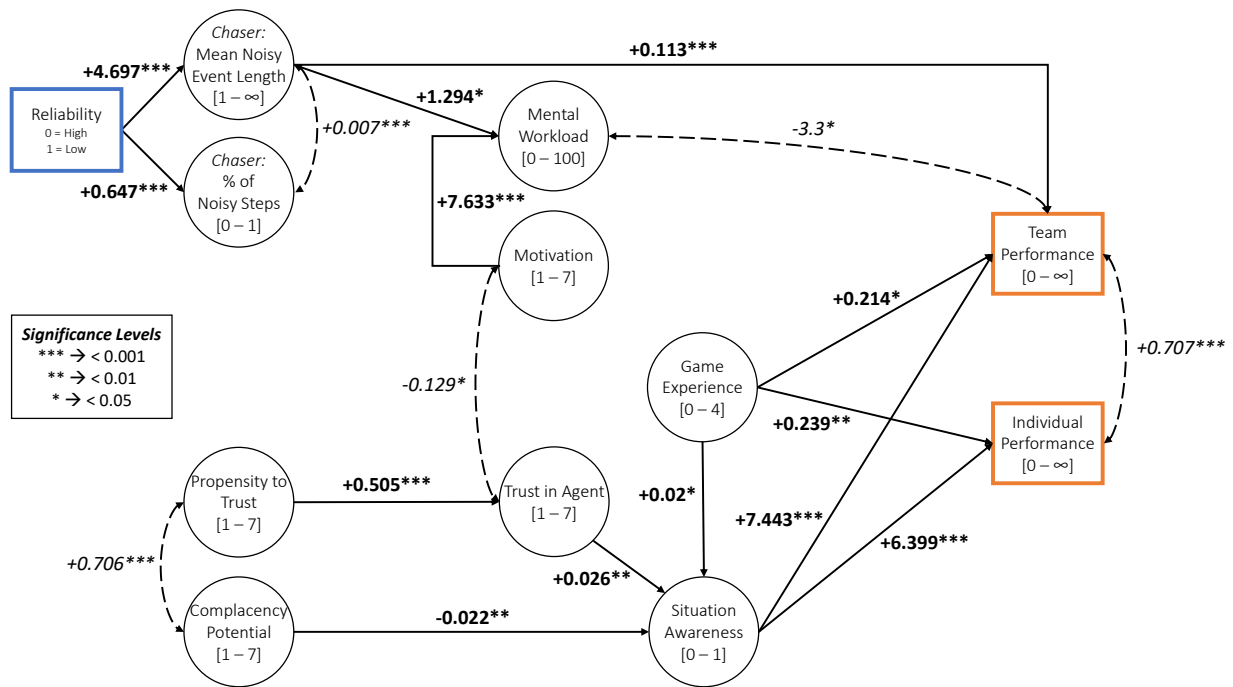 Chaser:
Mean Noisy
Event Length
[1 – ∞]
+4.697***
+0.113***
+1.294*
Reliability
0 = High
1 = Low
+0.007***
Mental
Workload
[0 – 100]
-3.3*
Chaser:
% of
Noisy Steps
[0 – 1]
+0.647***
+7.633***
Motivation
[1 – 7]
Team
Performance
[0 – ∞]
+0.214*
Significance Levels
*** → < 0.001
** → < 0.01
* → < 0.05
-0.129*
Game
Experience
[0 – 4]
+0.707***
+0.239**
Individual
Performance
[0 – ∞]
Propensity to
Trust
[1 – 7]
+0.505***
Trust in Agent
[1 – 7]
+0.02*
+7.443***
+6.399***
+0.706***
+0.026**
Complacency
Potential
[1 – 7]
-0.022**
Situation
Awareness
[0 – 1]